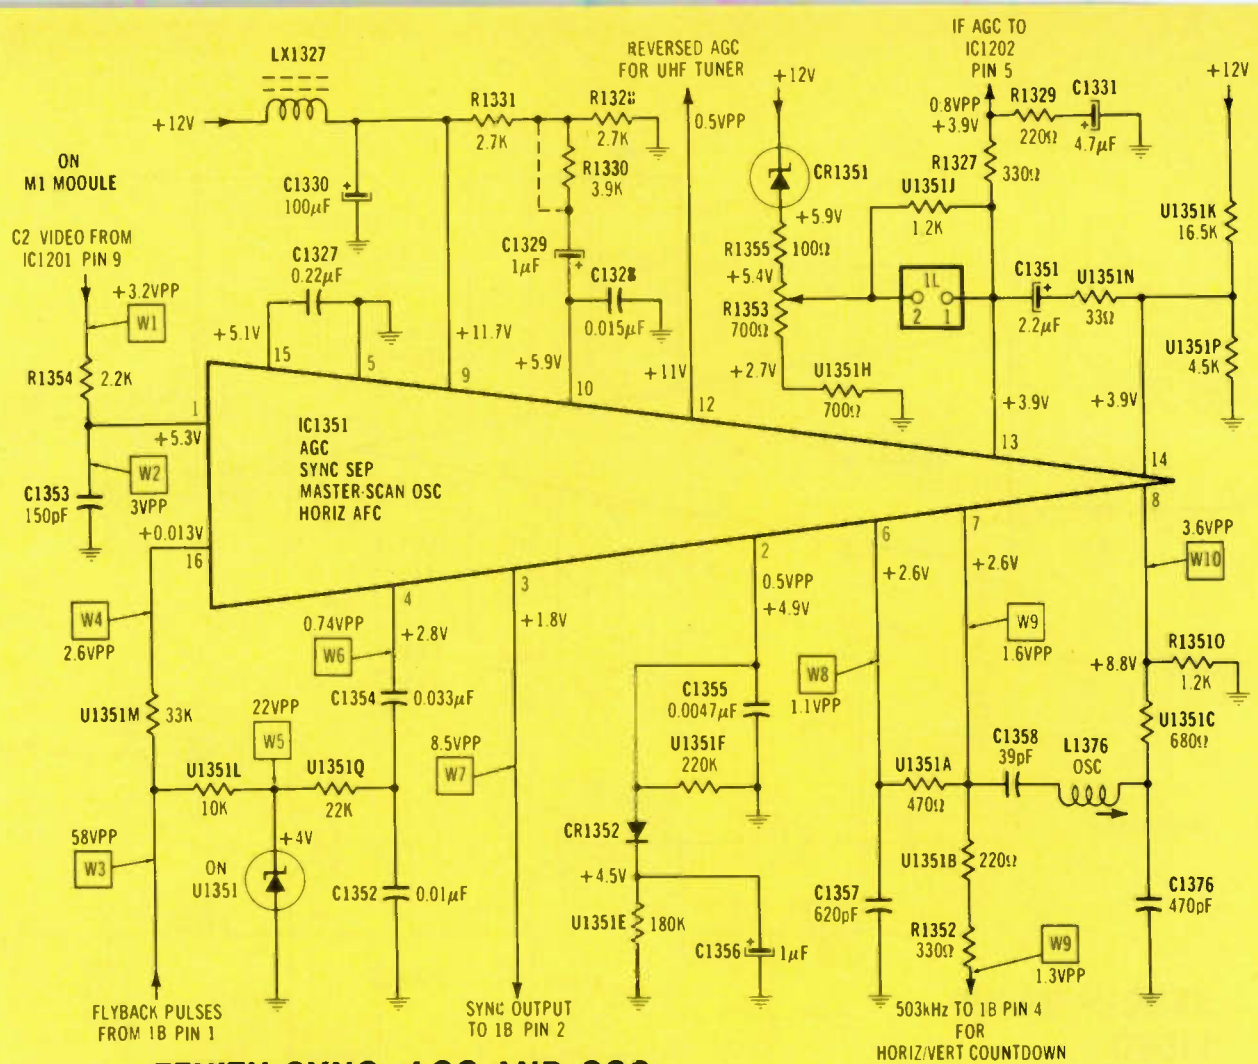 LX1327
+12V
R1331
2.7K
R1328
2.7K
REVERSED AGC
FOR UHF TUNER
0.5VPP
+12V
IF AGC TO
IC1202
PIN 5
0.8VPP
+3.9V
R1329
220Ω
C1331
4.7µF
+12V
ON
M1 MODULE
C1330
100µF
R1330
3.9K
CR1351
R1327
330Ω
U1351J
1.2K
U1351K
16.5K
C2 VIDEO FROM
IC1201 PIN 9
C1327
0.22µF
C1329
1µF
C1328
0.015µF
+5.9V
R1355
100Ω
+5.4V
R1353
700Ω
1L
2 1
C1351
2.2µF
U1351N
33Ω
+3.2VPP
W1
+5.1V
+11.7V
+5.9V
+11V
+2.7V
U1351H
700Ω
U1351P
4.5K
R1354
2.2K
15
5
9
10
12
+3.9V
+3.9V
1
+5.3V
13
14
W2
3VPP
C1353
150pF
IC1351
AGC
SYNC SEP
MASTER-SCAN OSC
HORIZ AFC
8
+0.013V
16
7
6
2
3
4
3.6VPP
W10
W4
2.6VPP
0.74VPP
+2.8V
W6
+1.8V
0.5VPP
+4.9V
+2.6V
+2.6V
W9
1.6VPP
W8
1.1VPP
+8.8V
R13510
1.2K
U1351M
33K
22VPP
W5
C1354
0.033µF
8.5VPP
W7
C1355
0.0047µF
U1351F
220K
U1351C
680Ω
U1351L
10K
U1351Q
22K
U1351A
470Ω
C1358
39pF
L1376
OSC
58VPP
W3
+4V
ON
U1351
C1352
0.01µF
CR1352
+4.5V
U1351E
180K
C1356
1µF
C1357
620pF
U1351B
220Ω
R1352
330Ω
W9
1.3VPP
C1376
470pF
FLYBACK PULSES
FROM 1B PIN 1
SYNC OUTPUT
TO 1B PIN 2
503kHz TO 1B PIN 4
FOR
HORIZ/VERT COUNTDOWN